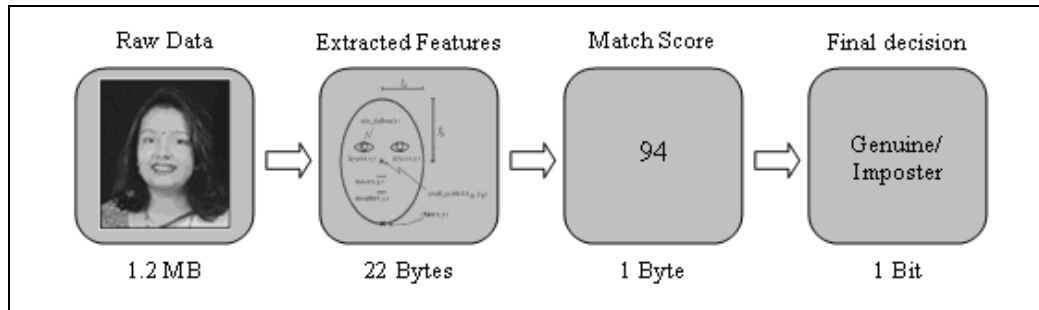 Raw Data
Extracted Features
Match Score
Final decision
94
Genuine/
Imposter
1.2 MB
22 Bytes
1 Byte
1 Bit